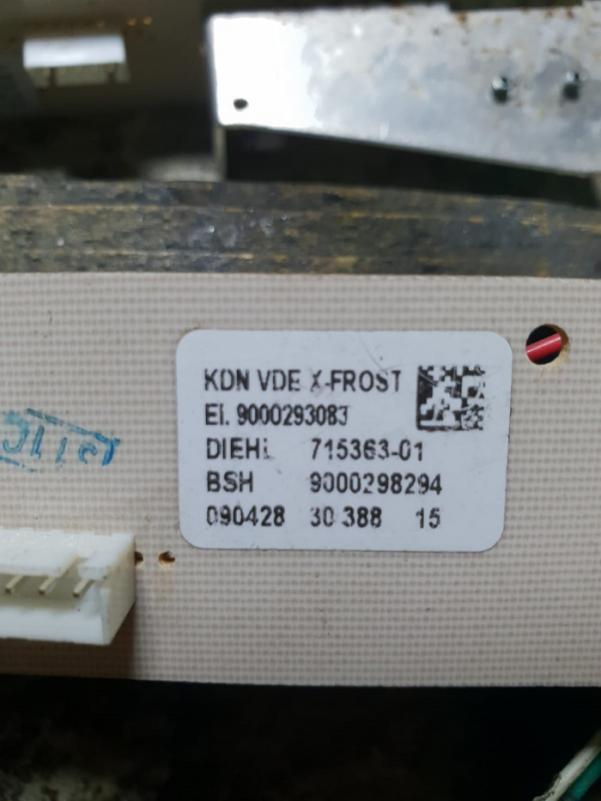 KDN VDE X-FROST
EI. 9000293083
DIEHL 715363-01
BSH 9000298294
090428 30 388 15